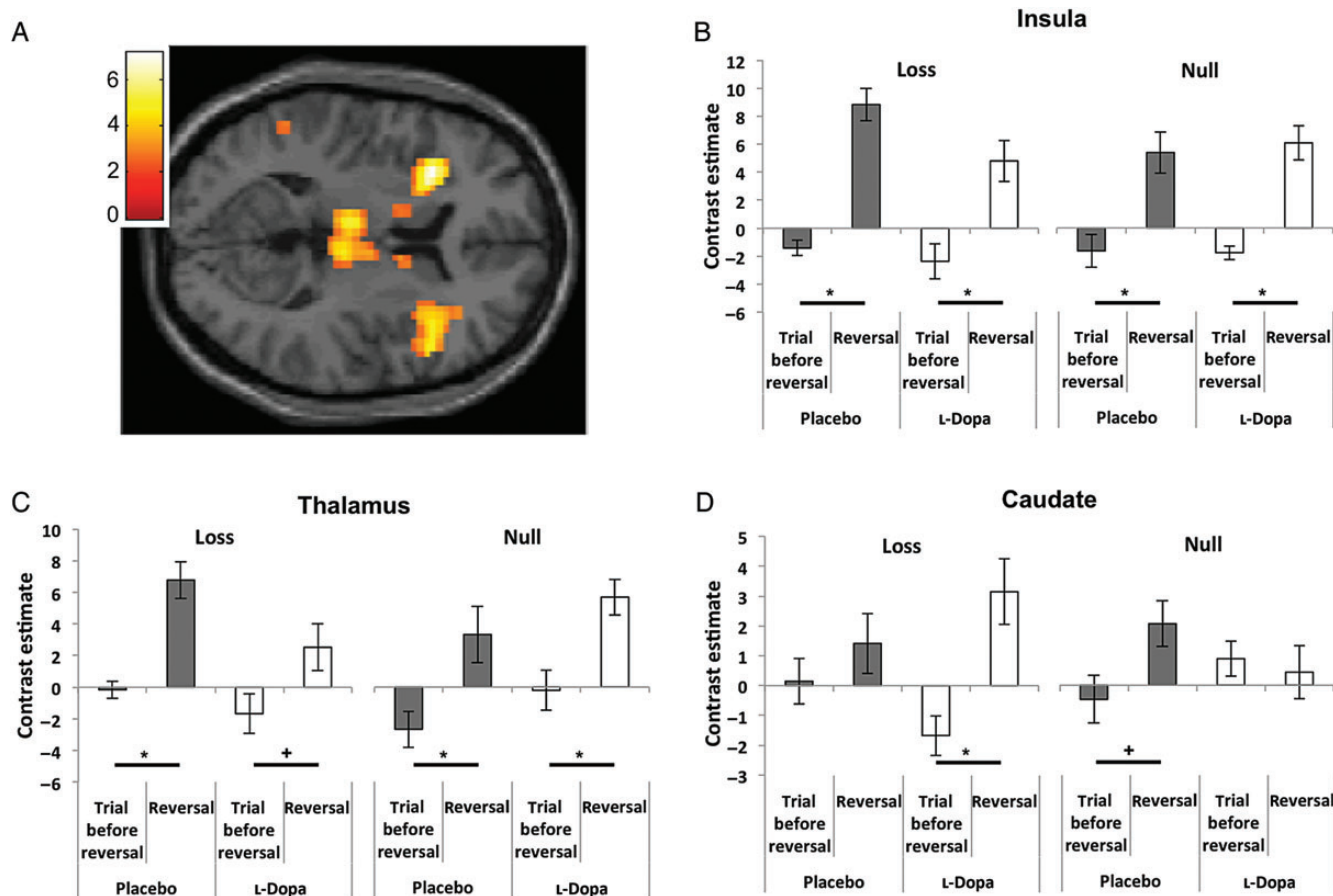 A
6
4
2
0
B
Insula
Loss
Null
Contrast estimate
12
10
8
6
4
2
0
−2
−4
−6
* * * *
Trial before reversal
Reversal
Trial before reversal
Reversal
Trial before reversal
Reversal
Trial before reversal
Reversal
Placebo
L-Dopa
Placebo
L-Dopa
C
Thalamus
Loss
Null
Contrast estimate
10
8
6
4
2
0
−2
−4
−6
* + * *
Trial before reversal
Reversal
Trial before reversal
Reversal
Trial before reversal
Reversal
Trial before reversal
Reversal
Placebo
L-Dopa
Placebo
L-Dopa
D
Caudate
Loss
Null
Contrast estimate
5
4
3
2
1
0
−1
−2
−3
* +
Trial before reversal
Reversal
Trial before reversal
Reversal
Trial before reversal
Reversal
Trial before reversal
Reversal
Placebo
L-Dopa
Placebo
L-Dopa